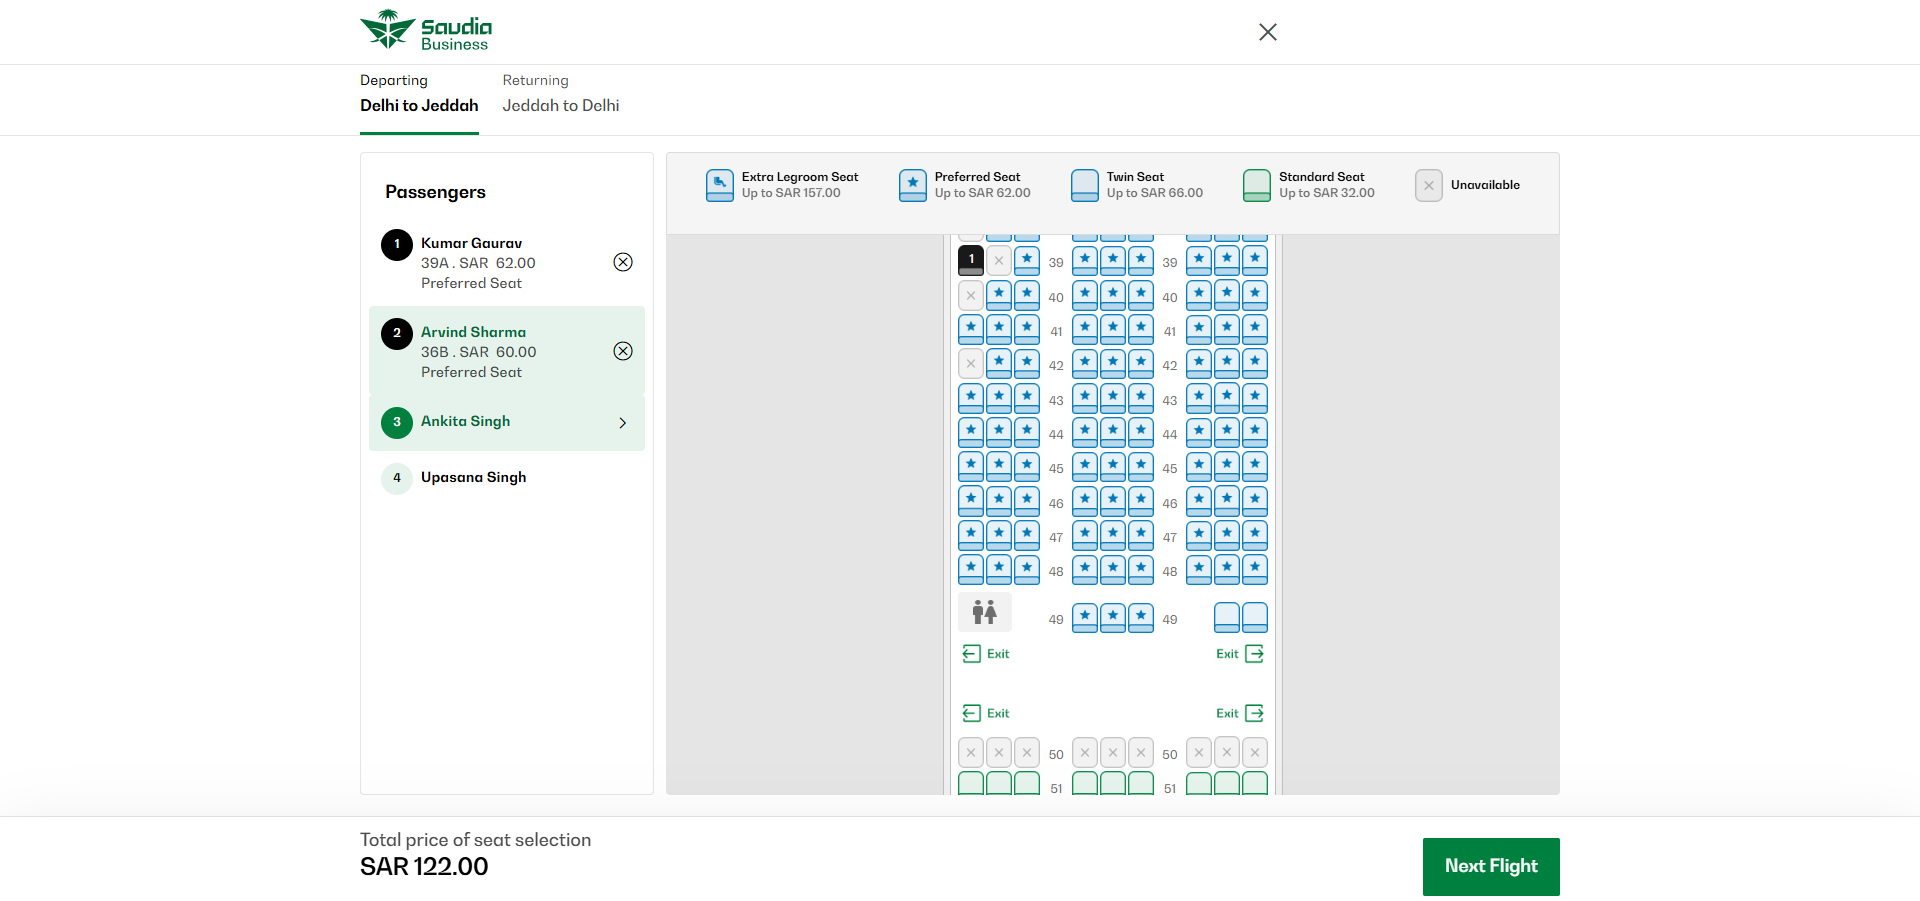 Saudia
Business
Departing
Delhi to Jeddah
Returning
Jeddah to Delhi
Passengers
1
Kumar Gaurav
39A . SAR 62.00
Preferred Seat
2
Arvind Sharma
36B . SAR 60.00
Preferred Seat
3
Ankita Singh
4
Upasana Singh
Extra Legroom Seat
Up to SAR 157.00
Preferred Seat
Up to SAR 62.00
Twin Seat
Up to SAR 66.00
Standard Seat
Up to SAR 32.00
Unavailable
1 39 39
40 40
41 41
42 42
43 43
44 44
45 45
46 46
47 47
48 48
49 49
Exit Exit
Exit Exit
50 50
51 51
Total price of seat selection
SAR 122.00
Next Flight